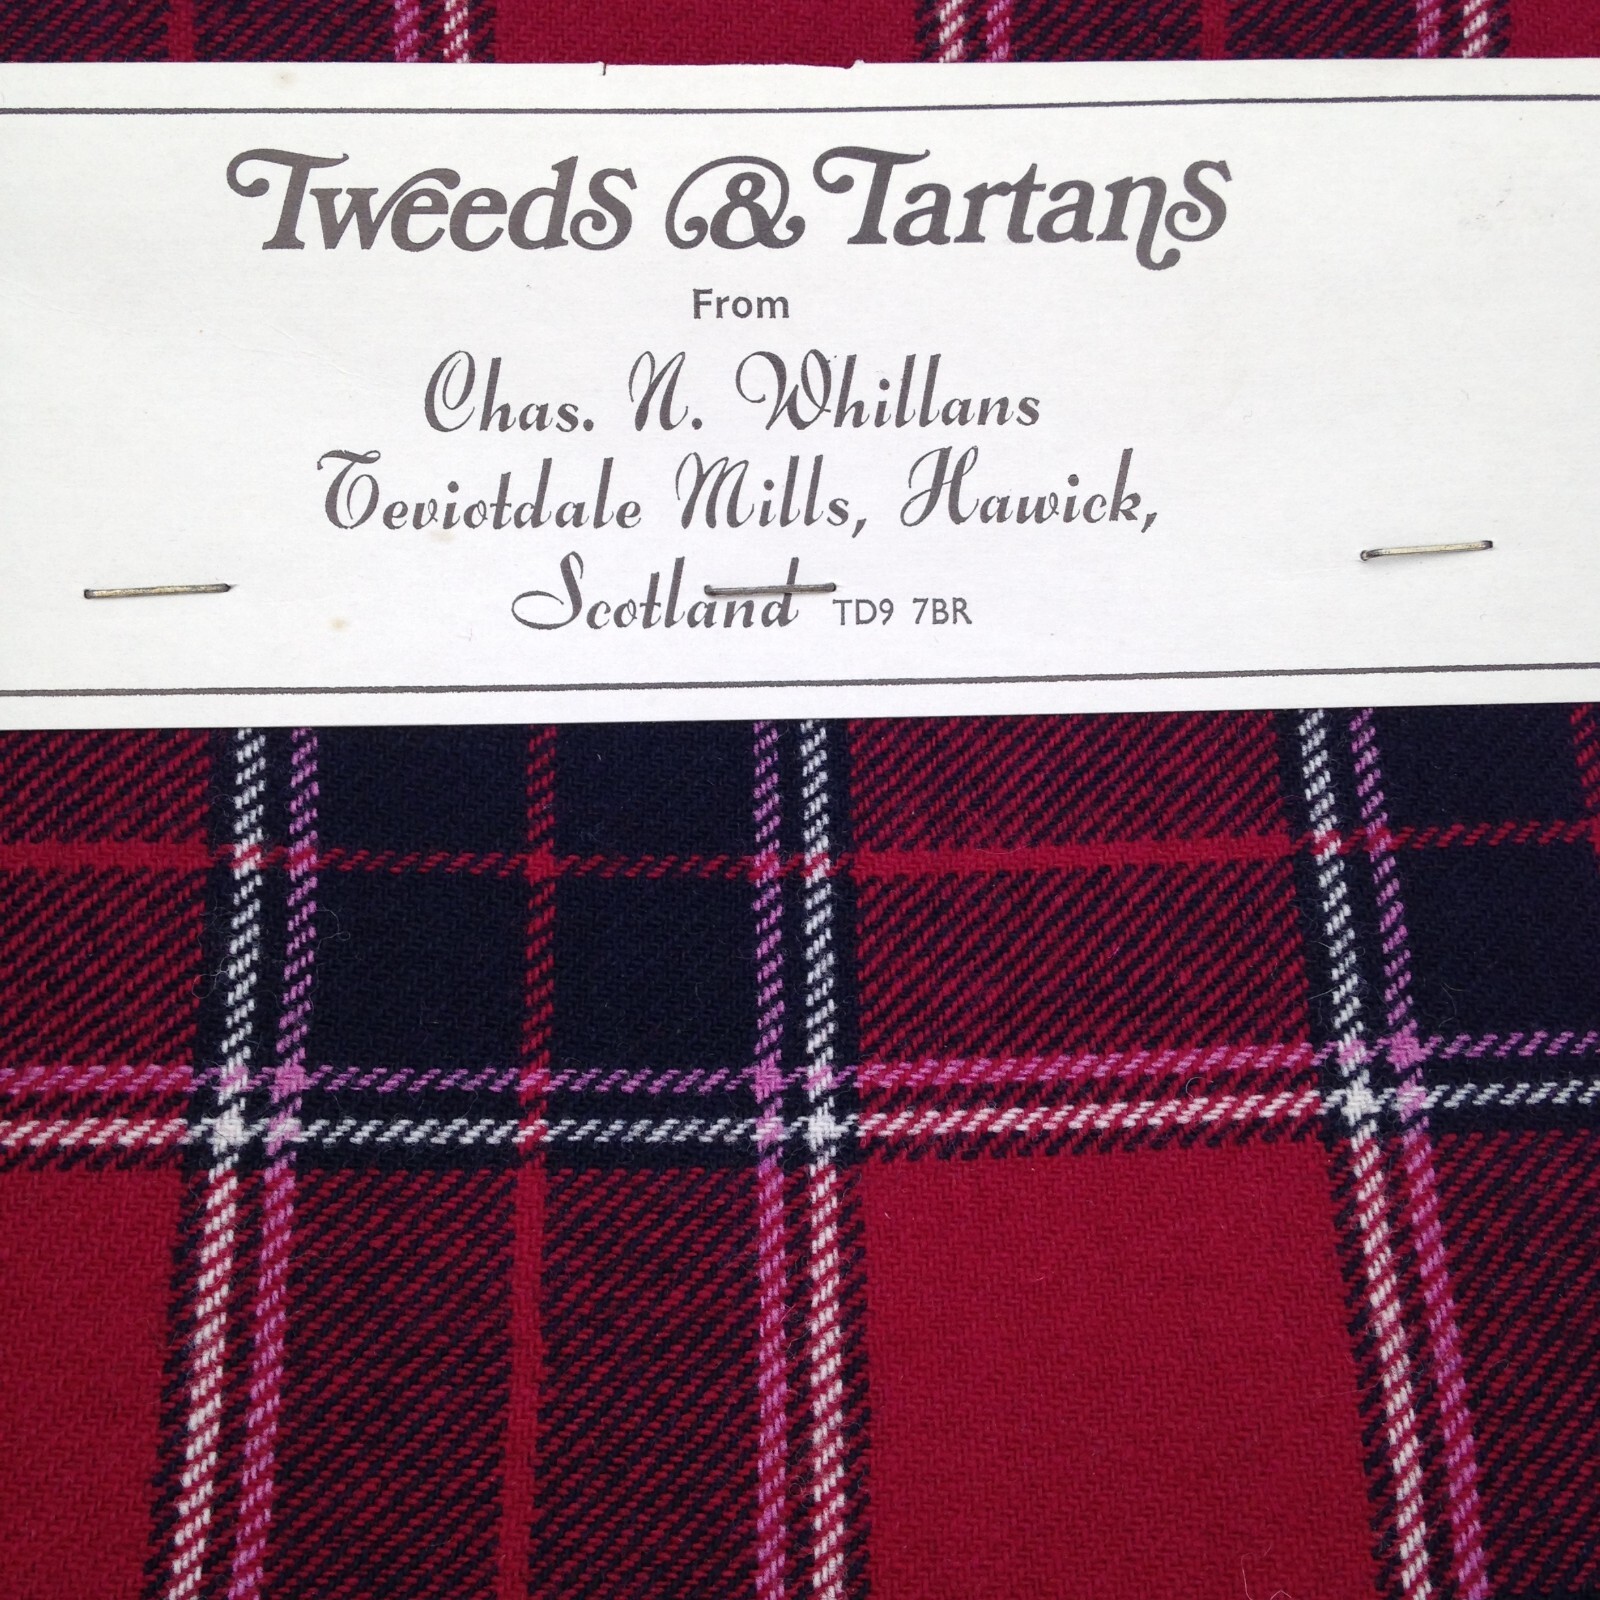 Tweeds & Tartans
From
Chas. N. Whillans
Teviotdale Mills, Hawick,
Scotland TD9 7BR